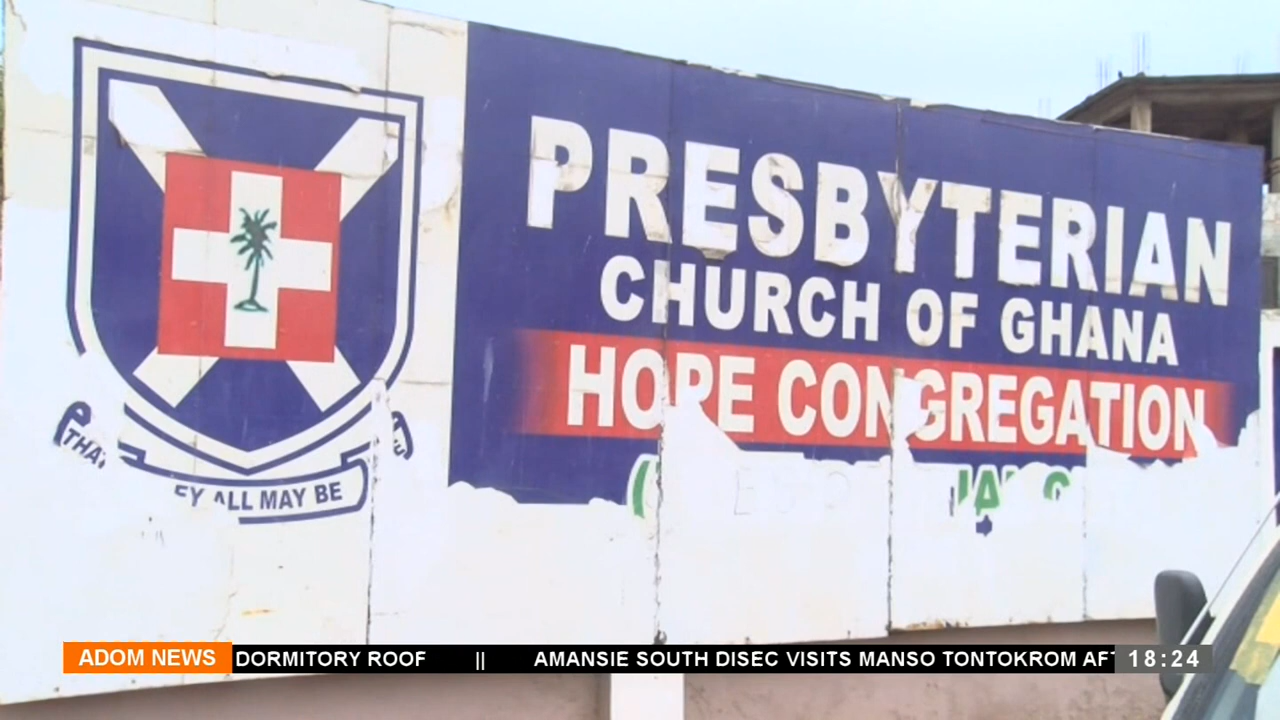 PRESBYTERIAN
CHURCH OF GHANA
HOPE CONGREGATION
ALL MAY BE
ADOM NEWS
DORMITORY ROOF || AMANSIE SOUTH DISEC VISITS MANSO TONTOKROM AFT
18:24